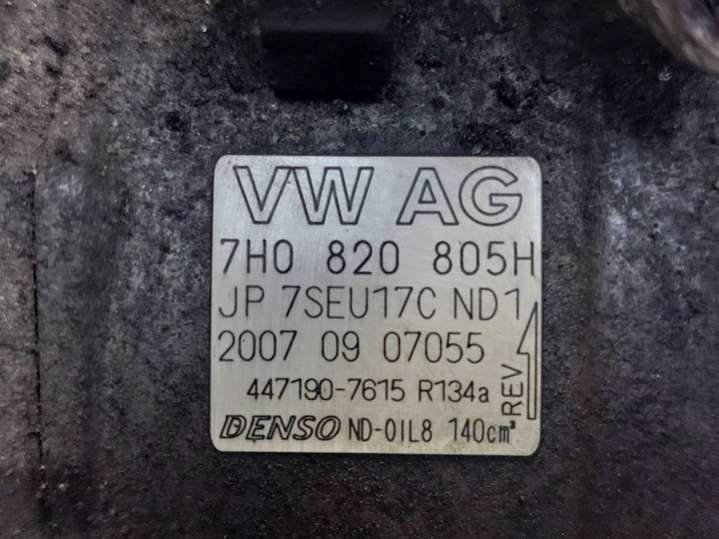 VW AG
7H0 820 805H
JP 7SEU17C ND1
2007 09 07055
447190-7615 R134a
DENSO ND-OIL8 140cm³
REV